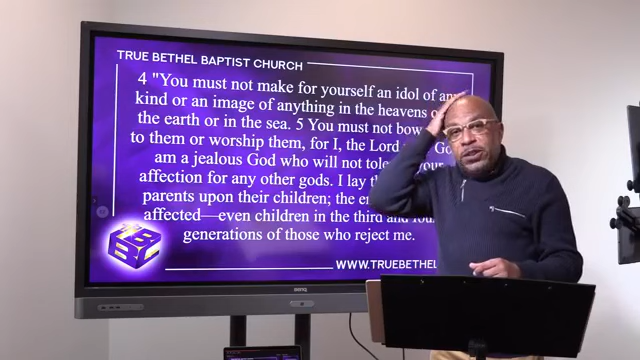 TRUE BETHEL BAPTIST CHURCH
4 "You must not make for yourself an idol of any
kind or an image of anything in the heavens
the earth or in the sea. 5 You must not bow
to them or worship them, for I, the Lord
am a jealous God who will not your
affection for any other gods. I lay
parents upon their children; the
affected—even children in the third and
generations of those who reject me.
TBBC
WWW.TRUEBETHEL
BENQ